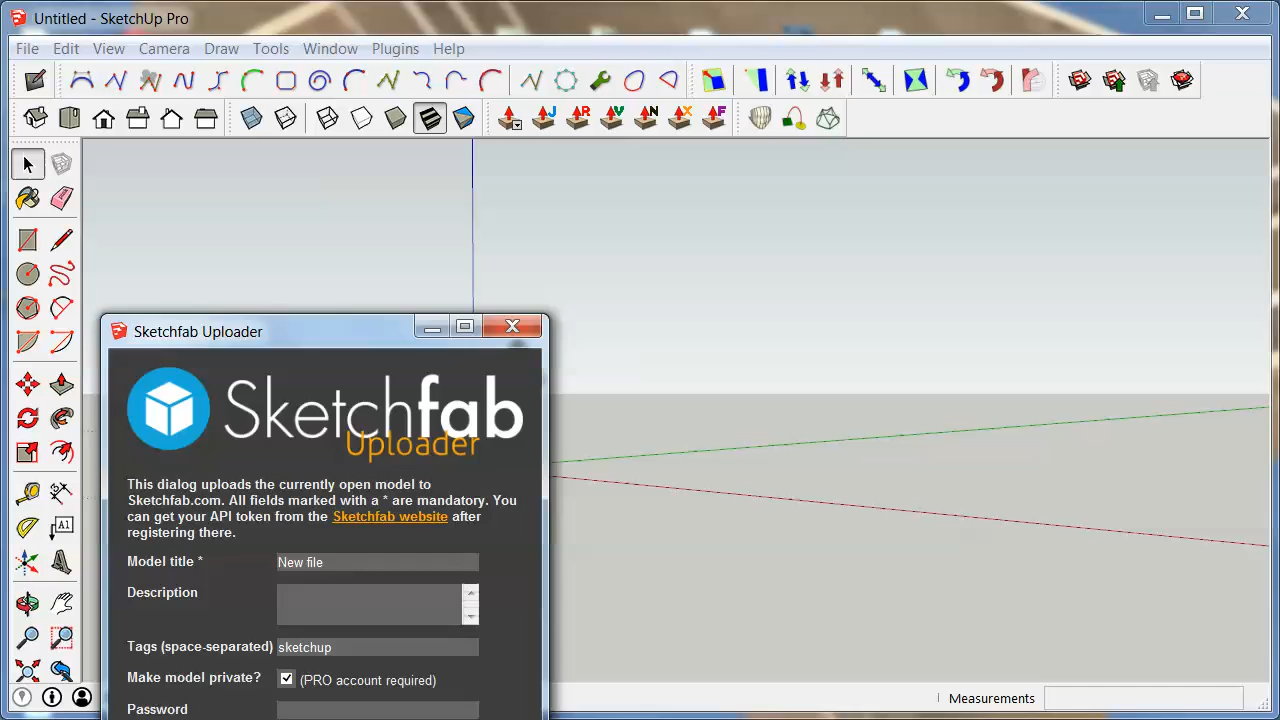 Untitled - SketchUp Pro
File Edit View Camera Draw Tools Window Plugins Help
J R V N X F
A1
Sketchfab Uploader
Sketchfab
Uploader
This dialog uploads the currently open model to
Sketchfab.com. All fields marked with a * are mandatory. You
can get your API token from the Sketchfab website after
registering there.
Model title * New file
Description
Tags (space-separated) sketchup
Make model private? (PRO account required)
Password
Measurements